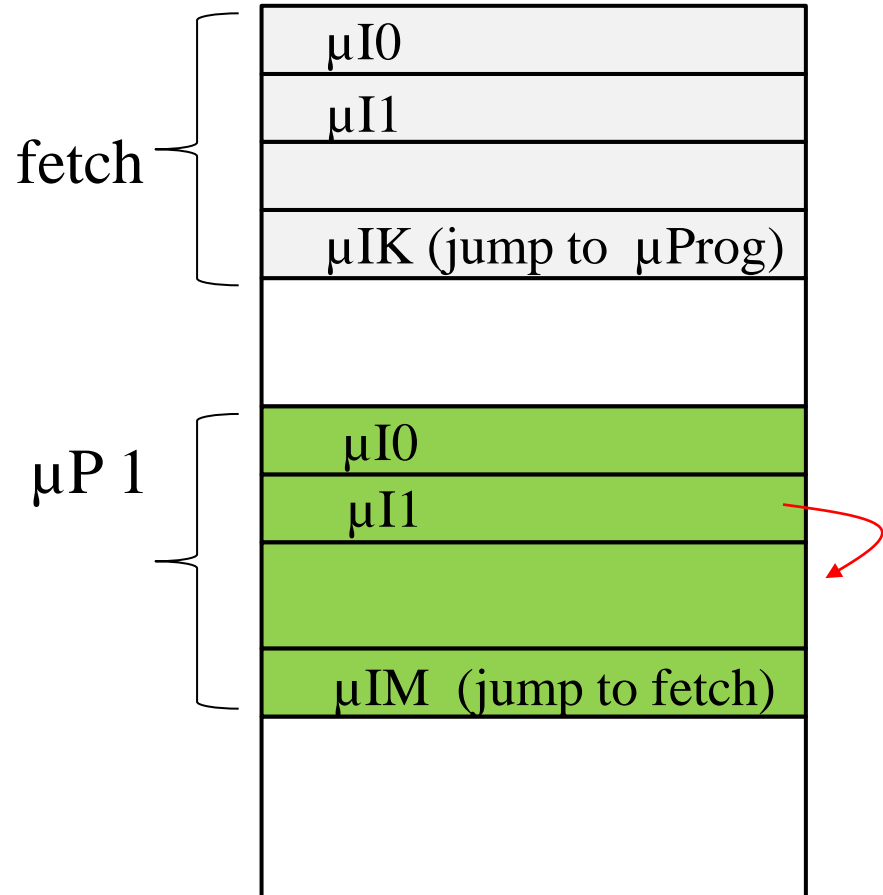 µI0
µI1
fetch
µIK (jump to µProg)
µI0
µP 1
µI1
µIM (jump to fetch)